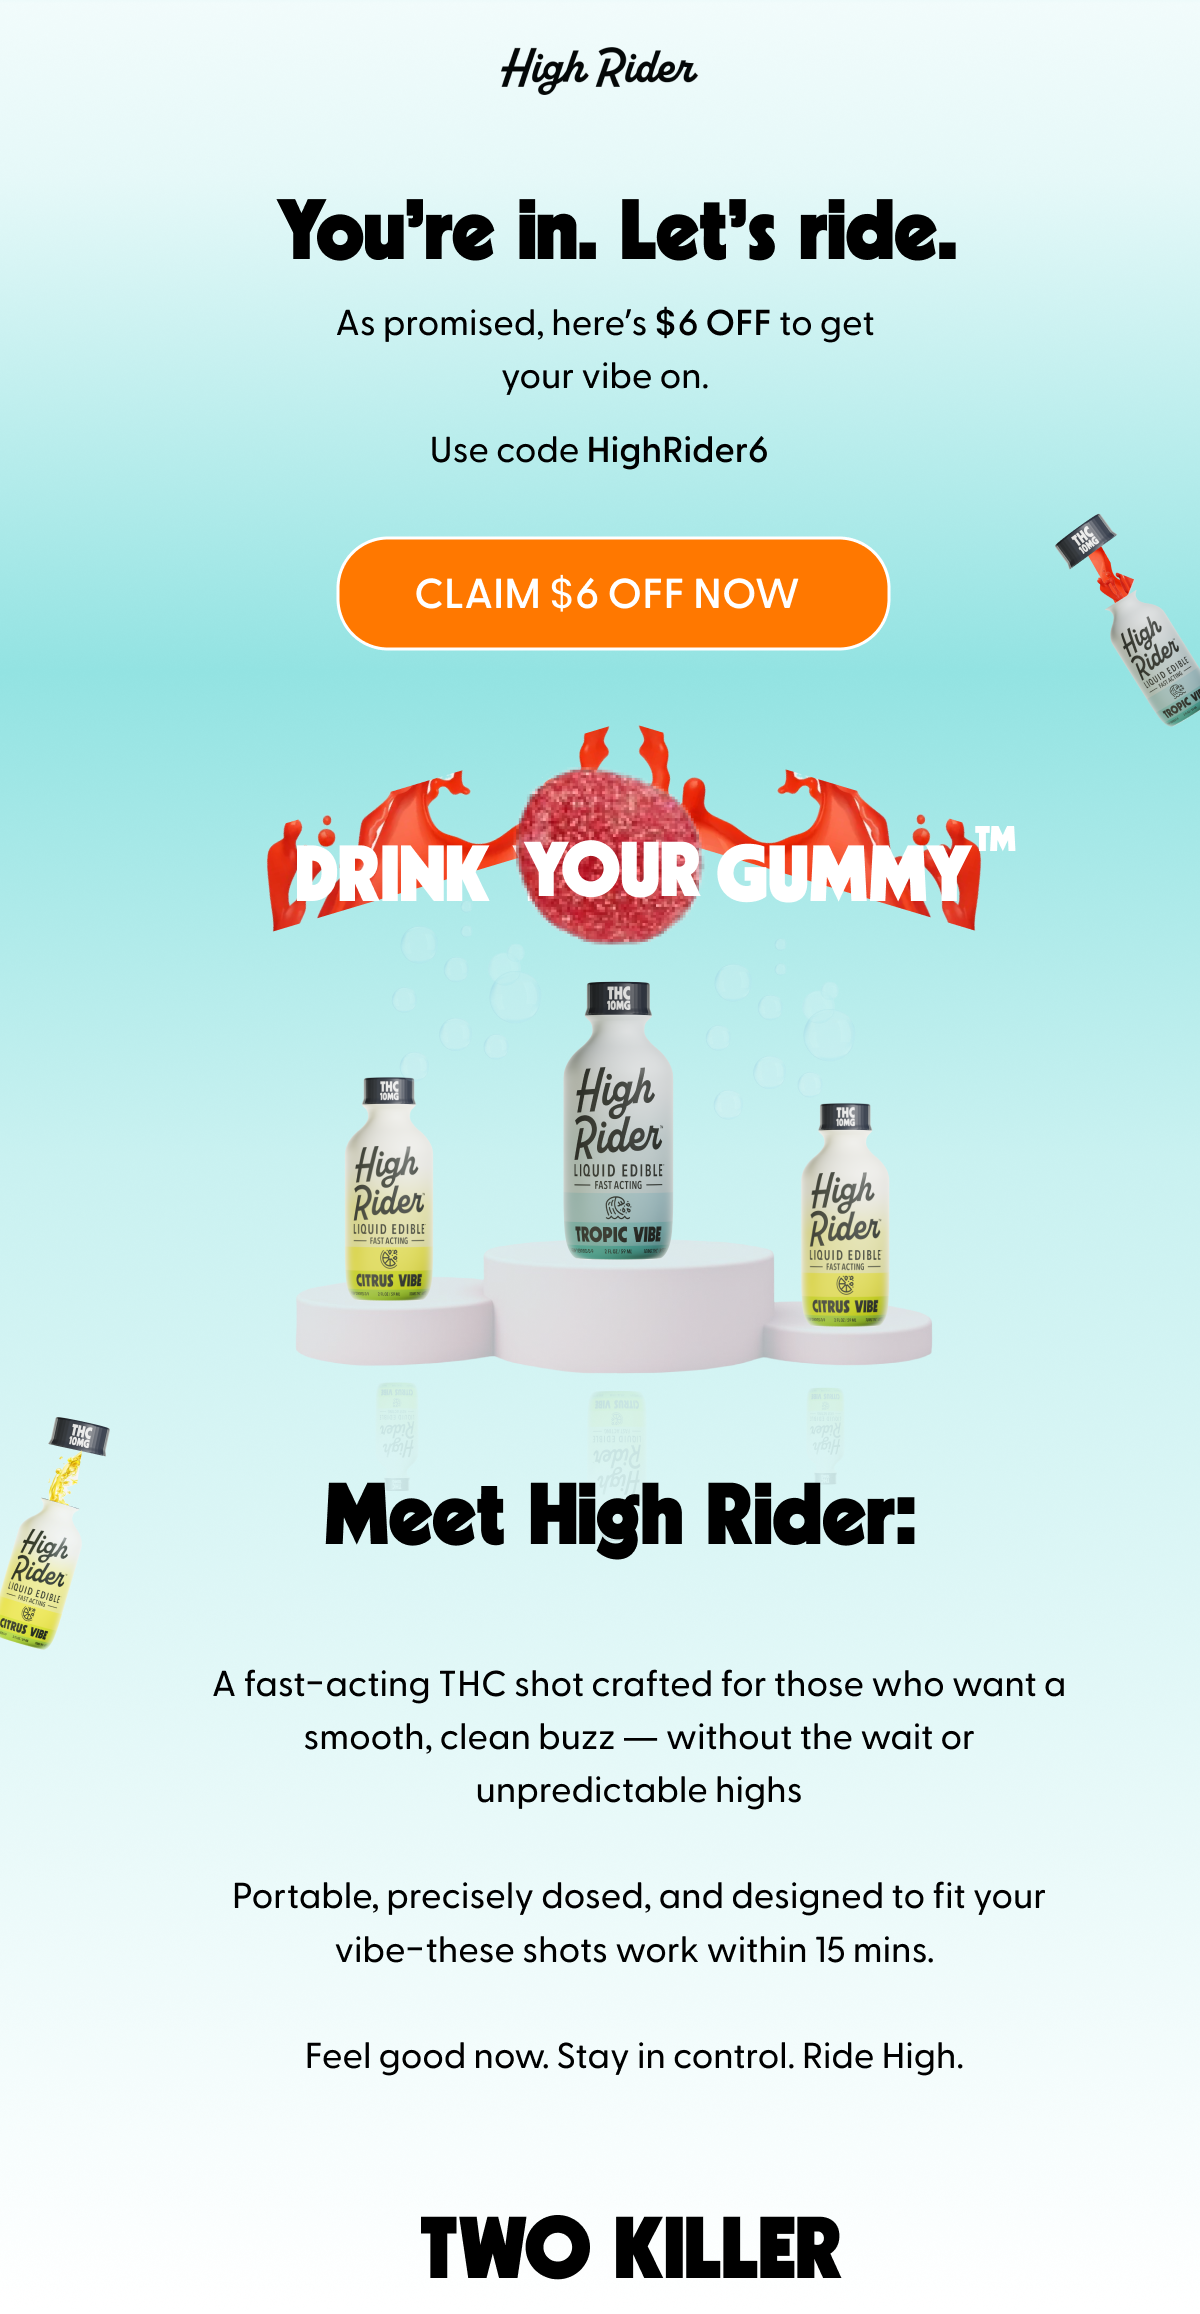 High Rider
You're in. Let's ride.
As promised, here's $6 OFF to get
your vibe on.
Use code HighRider6
CLAIM $6 OFF NOW
THC
10MG
High
Rider
LIQUID EDIBLE
FAST ACTING
TROPIC VI
DRINK YOUR GUMMY™
THC
10MG
High
Rider
LIQUID EDIBLE
FAST ACTING
TROPIC VIBE
THC
10MG
High
Rider
LIQUID EDIBLE
FAST ACTING
CITRUS VIBE
THC
10MG
High
Rider
LIQUID EDIBLE
FAST ACTING
CITRUS VIBE
THC
10MG
High
Rider
LIQUID EDIBLE
FAST ACTING
CITRUS VIBE
Meet High Rider:
A fast-acting THC shot crafted for those who want a
smooth, clean buzz — without the wait or
unpredictable highs
Portable, precisely dosed, and designed to fit your
vibe-these shots work within 15 mins.
Feel good now. Stay in control. Ride High.
TWO KILLER